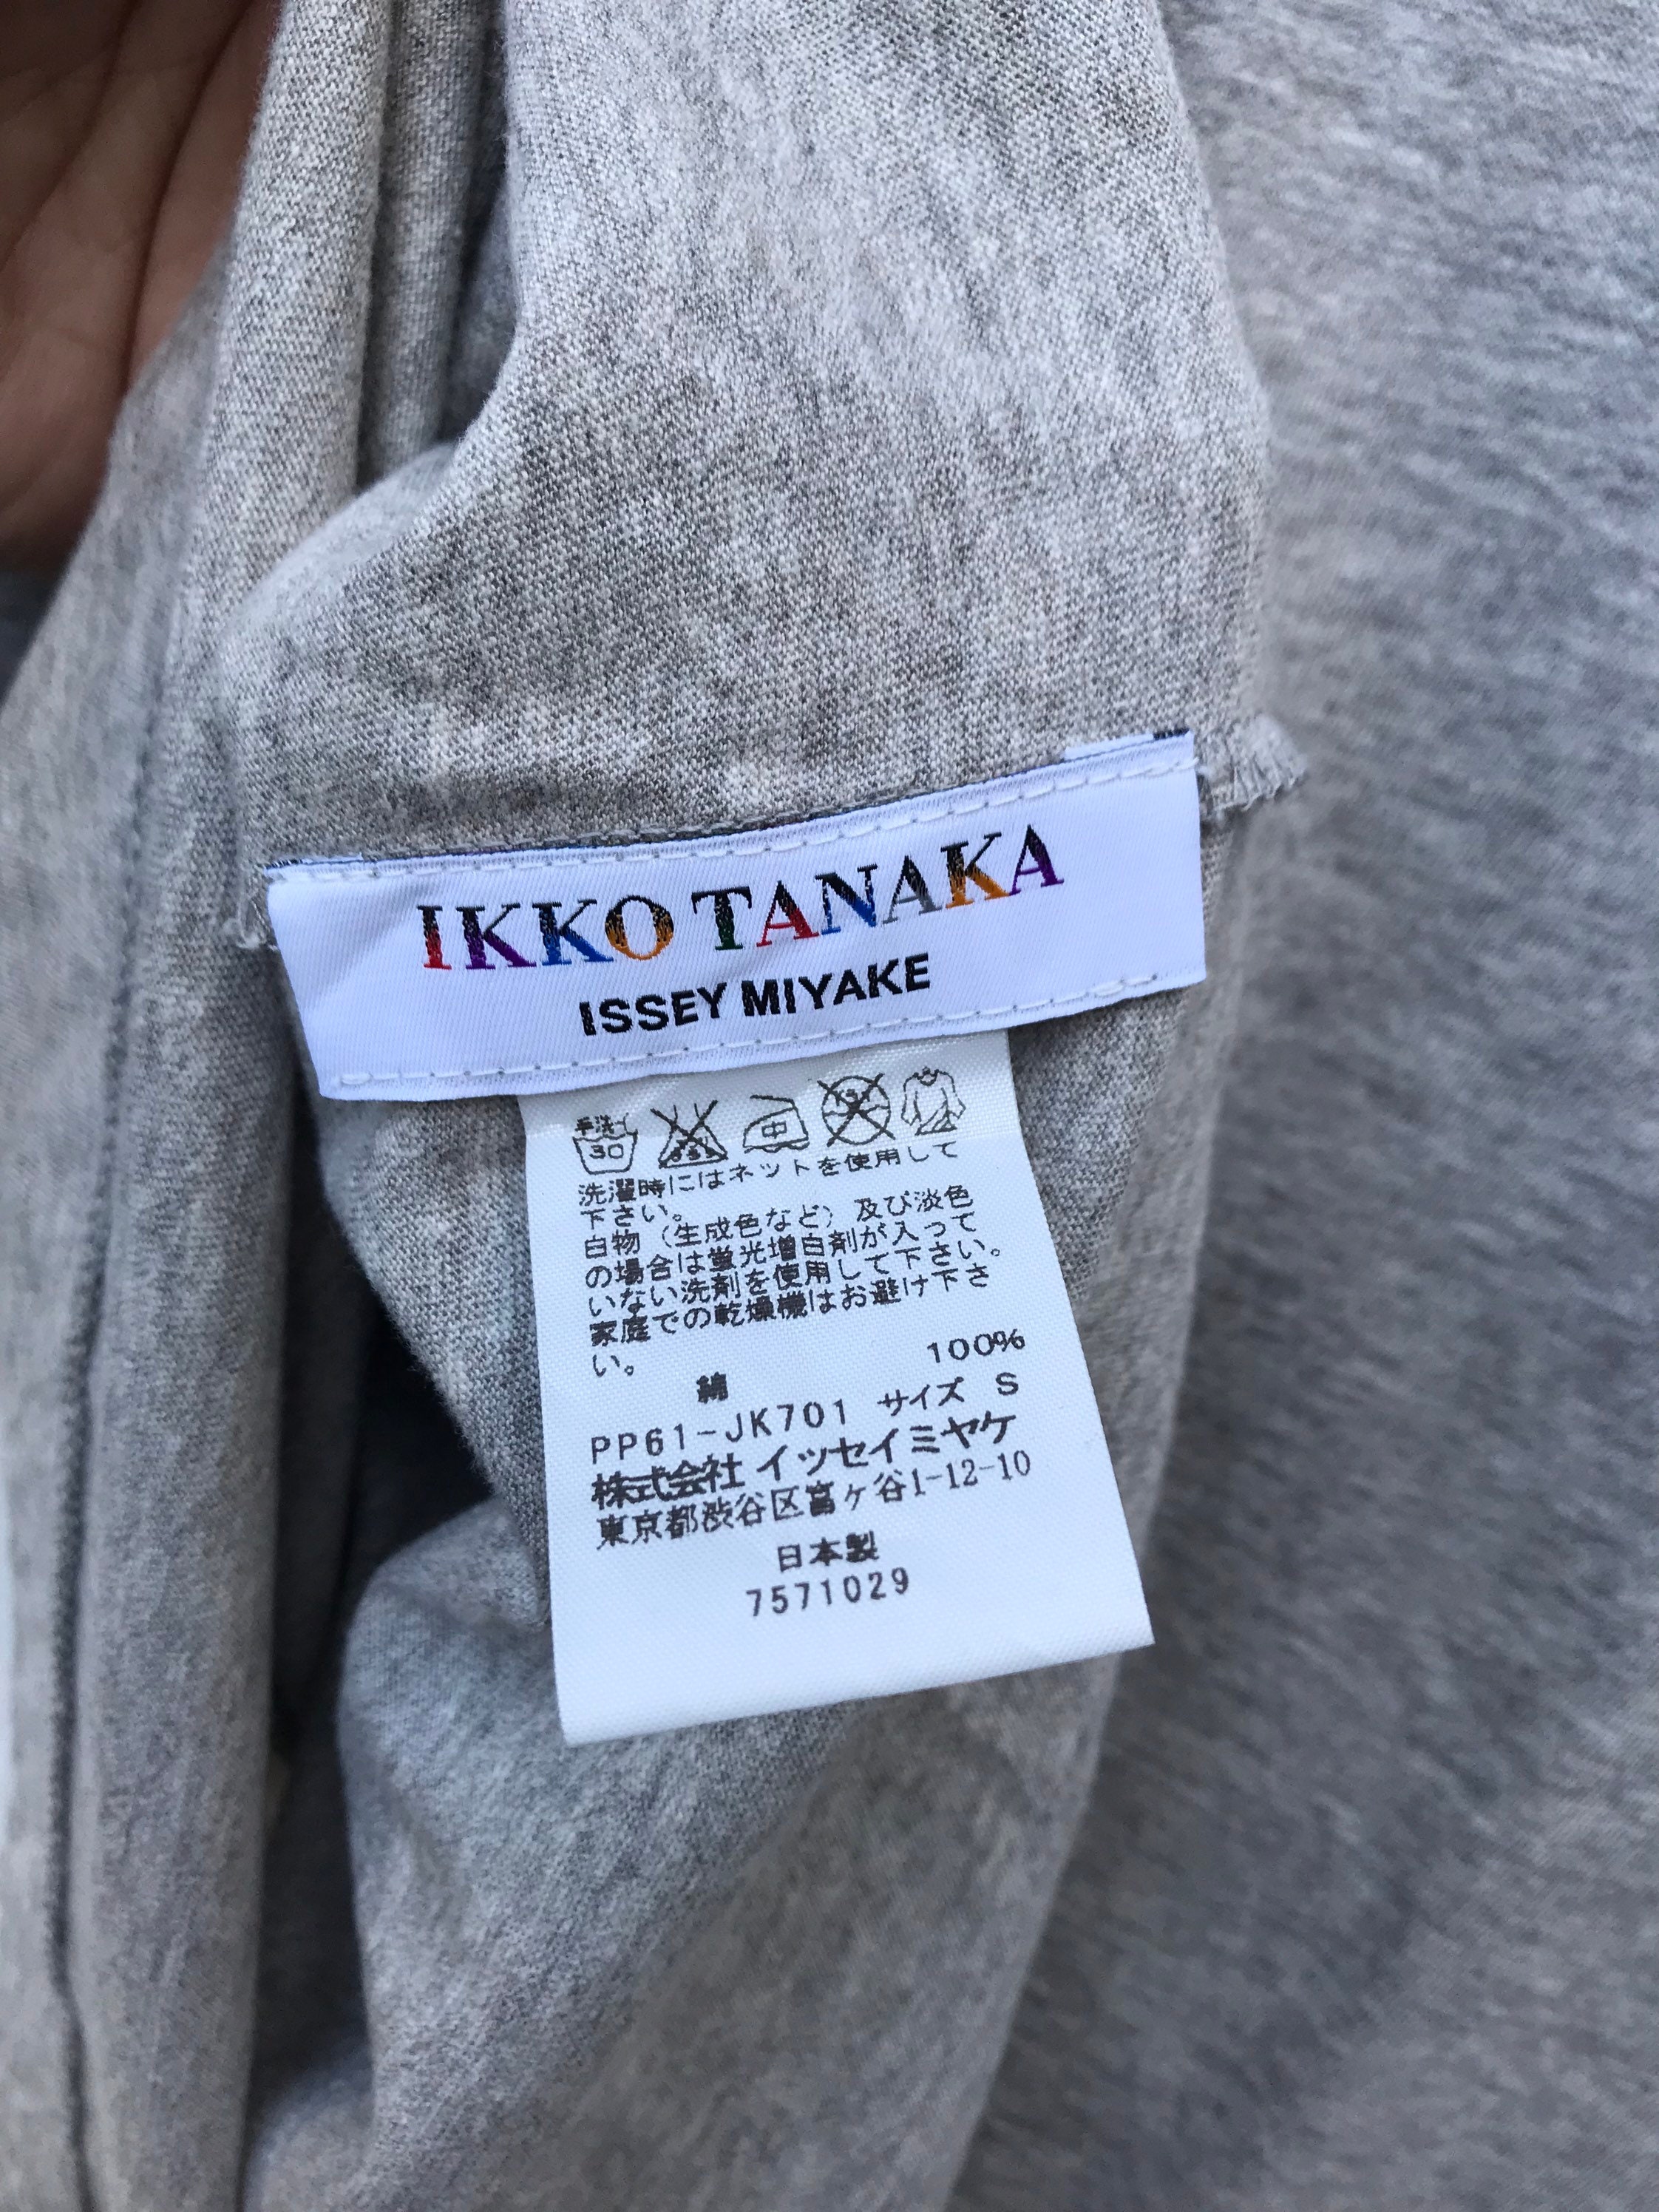 IKKO TANAKA
ISSEY MIYAKE
手洗イ
30
中
洗濯時にはネットを使用して
下さい。
白物（生成色など）及び淡色
の場合は蛍光増白剤が入って
いない洗剤を使用して下さい。
家庭での乾燥機はお避け下さ
い。
綿 100%
PP61-JK701 サイズ S
株式会社 イッセイミヤケ
東京都渋谷区富ヶ谷1-12-10
日本製
7571029